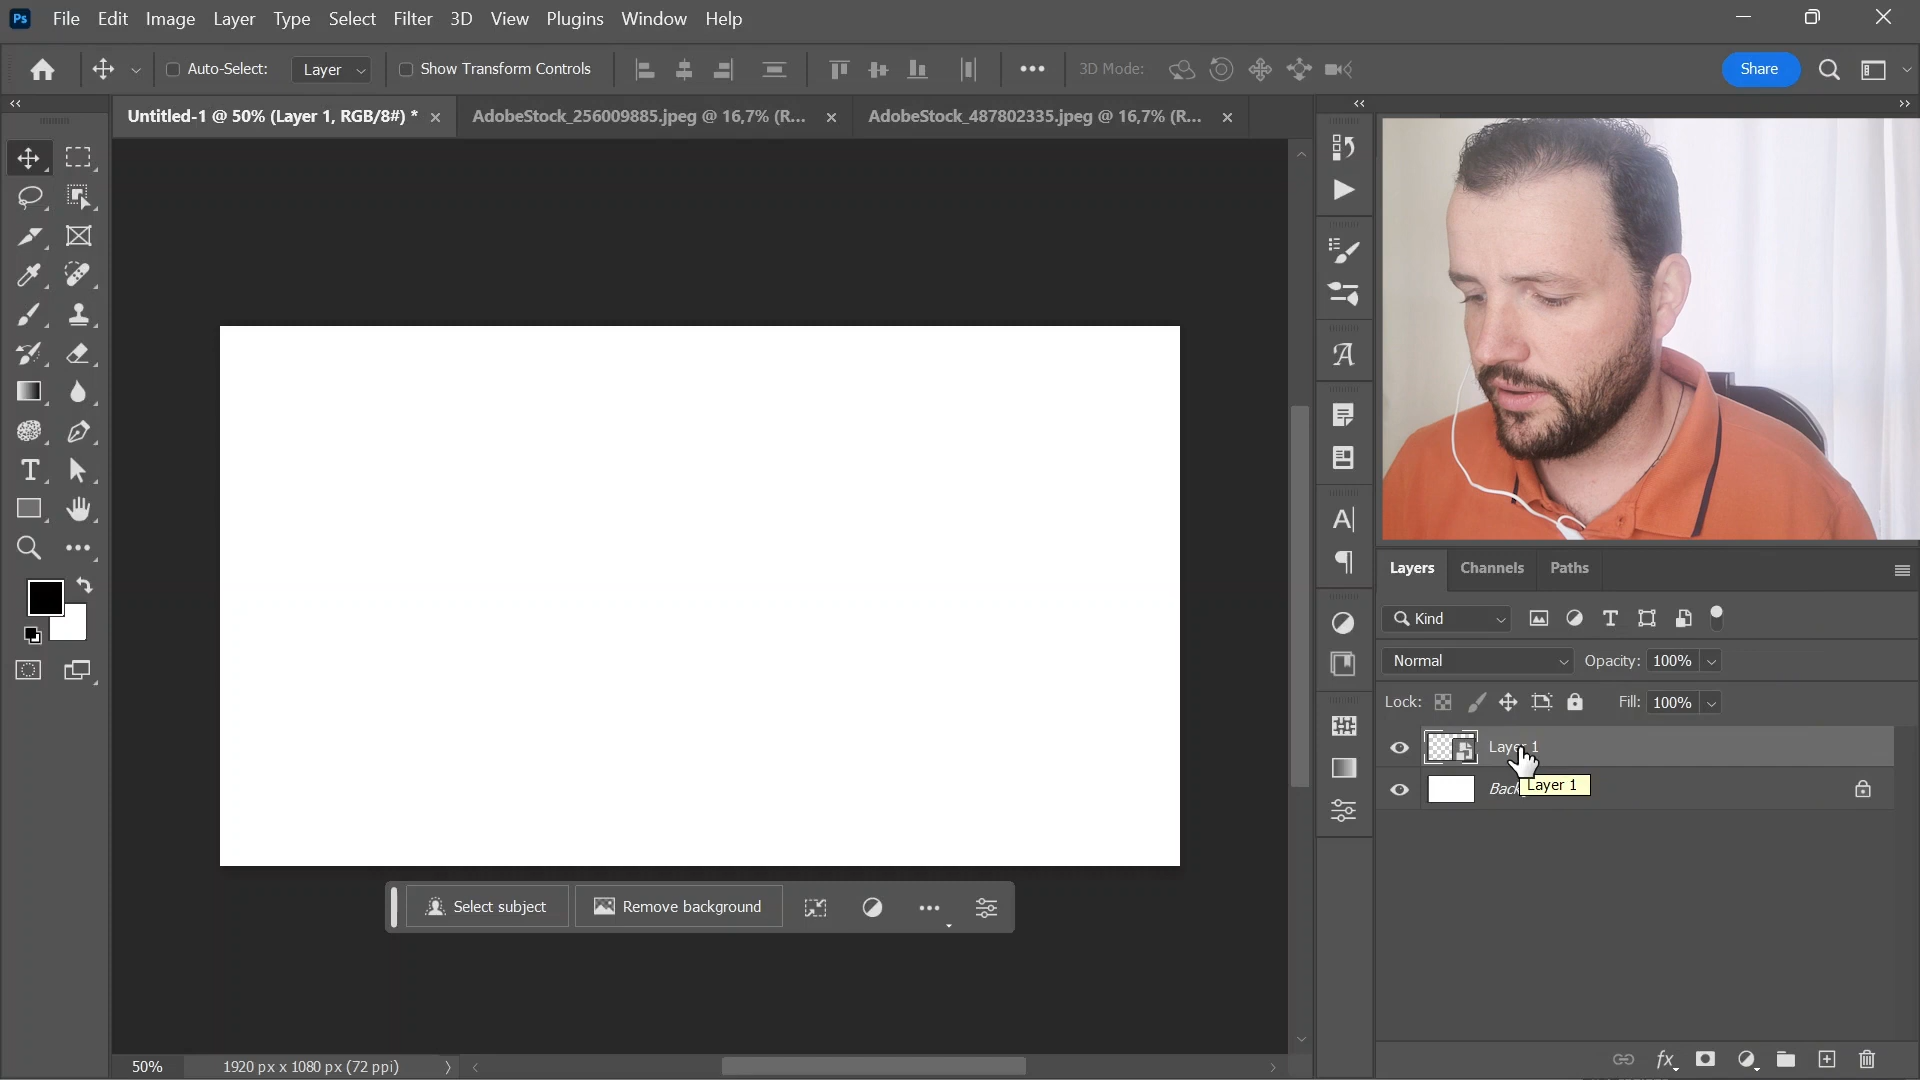 Ps File Edit Image Layer Type Select Filter 3D View Plugins Window Help
Auto-Select: Layer Show Transform Controls 3D Mode: Share
Untitled-1 @ 50% (Layer 1, RGB/8#) * AdobeStock_256009885.jpeg @ 16,7% (R... AdobeStock_487802335.jpeg @ 16,7% (R...
Layers Channels Paths
Kind
Normal Opacity: 100%
Lock: Fill: 100%
Layer 1
Back
Layer 1
Select subject Remove background
50% 1920 px x 1080 px (72 ppi)